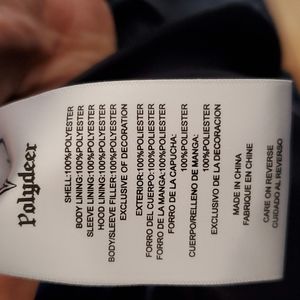 Polydeer
SHELL:100%POLYESTER
BODY LINING:100%POLYESTER
SLEEVE LINING:100%POLYESTER
HOOD LINING:100%POLYESTER
BODY/SLEEVE FILLER:100%POLYESTER
EXCLUSIVE OF DECORATION
EXTERIOR:100%POLIESTER
FORRO DEL CUERPO:100%POLIESTER
FORRO DE LA MANGA:100%POLIESTER
FORRO DE LA CAPUCHA:
100%POLIESTER
CUERPO/RELLENO DE MANGA:
100%POLIESTER
EXCLUSIVO DE LA DECORACION
MADE IN CHINA
FABRIQUE EN CHINE
CARE ON REVERSE
CUIDADO AL REVERSO